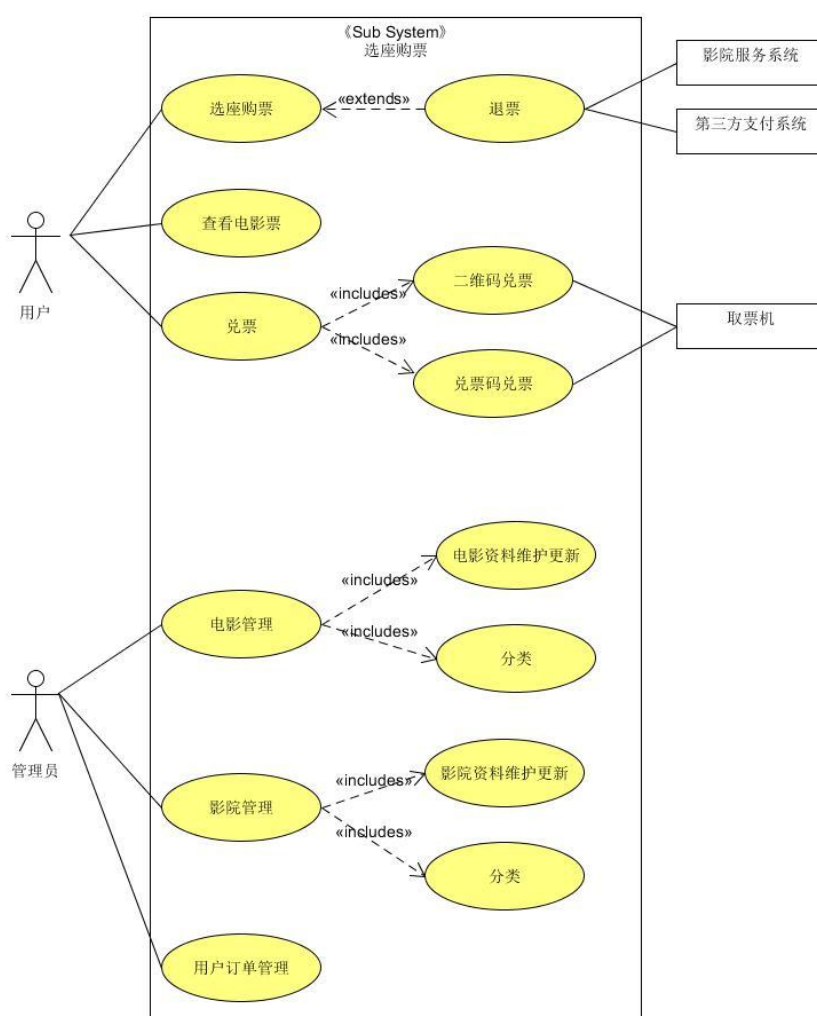 《Sub System》
选座购票
影院服务系统
选座购票
«extends»
退票
第三方支付系统
查看电影票
用户
兑票
«includes»
二维码兑票
«includes»
兑票码兑票
取票机
电影资料维护更新
«includes»
电影管理
«includes»
分类
管理员
影院资料维护更新
«includes»
影院管理
«includes»
分类
用户订单管理